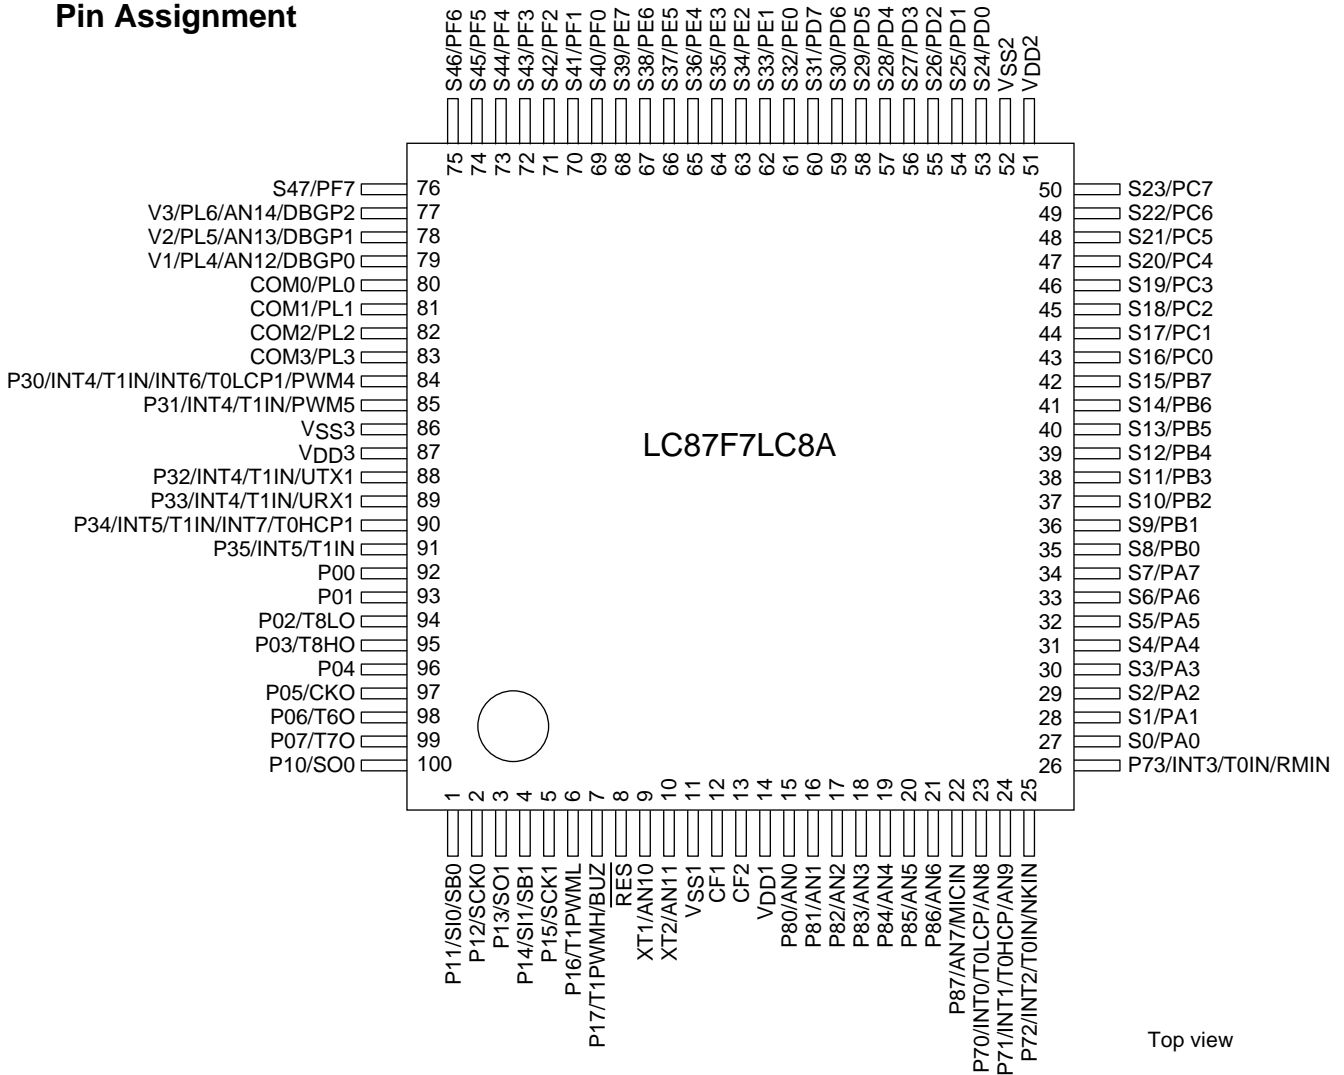 Pin Assignment
S46/PF6
S45/PF5
S44/PF4
S43/PF3
S42/PF2
S41/PF1
S40/PF0
S39/PE7
S38/PE6
S37/PE5
S36/PE4
S35/PE3
S34/PE2
S33/PE1
S32/PE0
S31/PD7
S30/PD6
S29/PD5
S28/PD4
S27/PD3
S26/PD2
S25/PD1
S24/PD0
VSS2
VDD2
75
74
73
72
71
70
69
68
67
66
65
64
63
62
61
60
59
58
57
56
55
54
53
52
51
S47/PF7 76
V3/PL6/AN14/DBGP2 77
V2/PL5/AN13/DBGP1 78
V1/PL4/AN12/DBGP0 79
COM0/PL0 80
COM1/PL1 81
COM2/PL2 82
COM3/PL3 83
P30/INT4/T1IN/INT6/T0LCP1/PWM4 84
P31/INT4/T1IN/PWM5 85
VSS3 86
VDD3 87
P32/INT4/T1IN/UTX1 88
P33/INT4/T1IN/URX1 89
P34/INT5/T1IN/INT7/T0HCP1 90
P35/INT5/T1IN 91
P00 92
P01 93
P02/T8LO 94
P03/T8HO 95
P04 96
P05/CKO 97
P06/T6O 98
P07/T7O 99
P10/SO0 100
LC87F7LC8A
50 S23/PC7
49 S22/PC6
48 S21/PC5
47 S20/PC4
46 S19/PC3
45 S18/PC2
44 S17/PC1
43 S16/PC0
42 S15/PB7
41 S14/PB6
40 S13/PB5
39 S12/PB4
38 S11/PB3
37 S10/PB2
36 S9/PB1
35 S8/PB0
34 S7/PA7
33 S6/PA6
32 S5/PA5
31 S4/PA4
30 S3/PA3
29 S2/PA2
28 S1/PA1
27 S0/PA0
26 P73/INT3/T0IN/RMIN
1
2
3
4
5
6
7
8
9
10
11
12
13
14
15
16
17
18
19
20
21
22
23
24
25
P11/SI0/SB0
P12/SCK0
P13/SO1
P14/SI1/SB1
P15/SCK1
P16/T1PWML
P17/T1PWMH/BUZ
RES
XT1/AN10
XT2/AN11
VSS1
CF1
CF2
VDD1
P80/AN0
P81/AN1
P82/AN2
P83/AN3
P84/AN4
P85/AN5
P86/AN6
P87/AN7/MICIN
P70/INT0/T0LCP/AN8
P71/INT1/T0HCP/AN9
P72/INT2/T0IN/NKIN
Top view